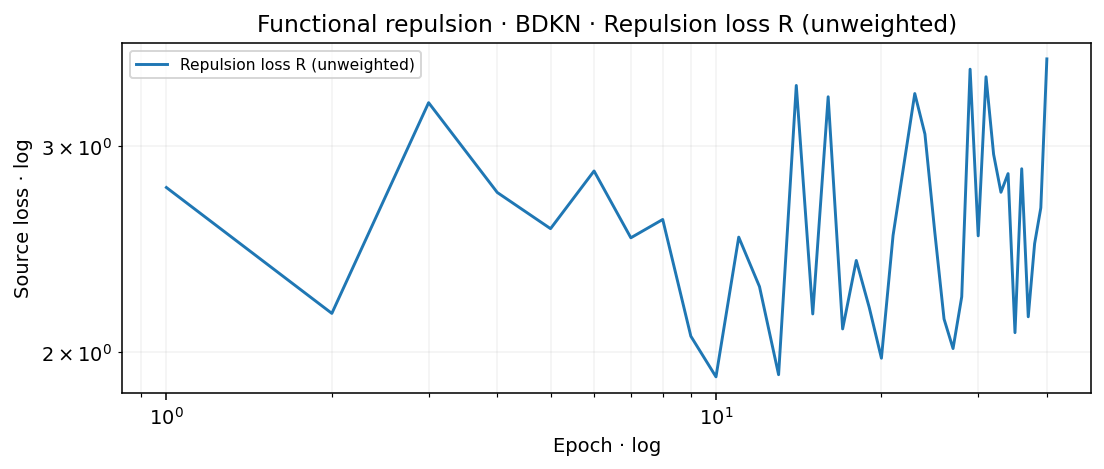 Functional repulsion · BDKN · Repulsion loss R (unweighted)
Repulsion loss R (unweighted)
Source loss · log
3 × 10⁰
2 × 10⁰
10⁰
10¹
Epoch · log